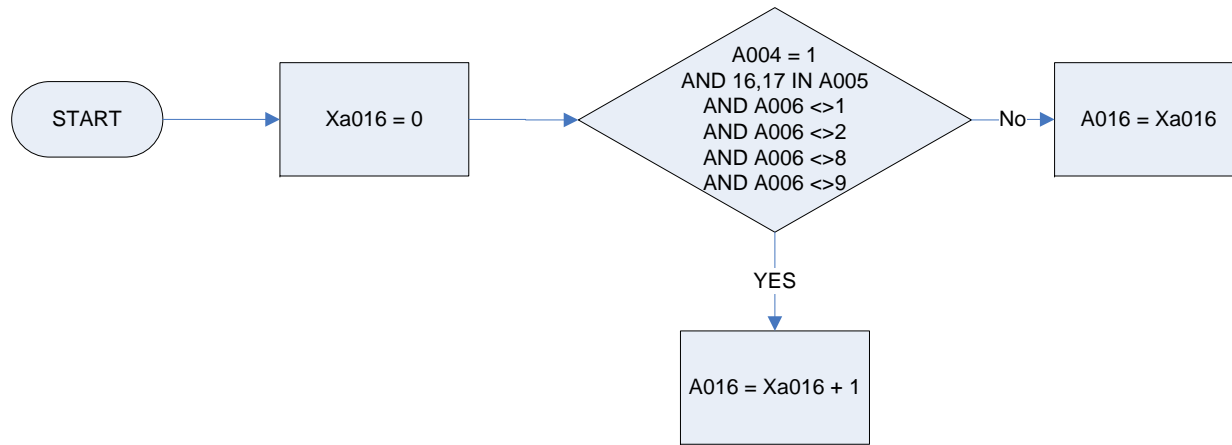 START
Xa016 = 0
A004 = 1
AND 16,17 IN A005
AND A006 <>1
AND A006 <>2
AND A006 <>8
AND A006 <>9
No
A016 = Xa016
YES
A016 = Xa016 + 1